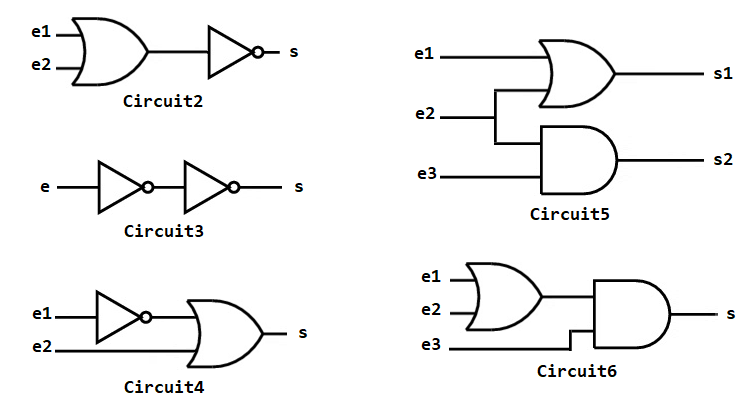 e1
e2
s
Circuit2
e
s
Circuit3
e1
e2
s
Circuit4
e1
e2
e3
s1
s2
Circuit5
e1
e2
e3
s
Circuit6